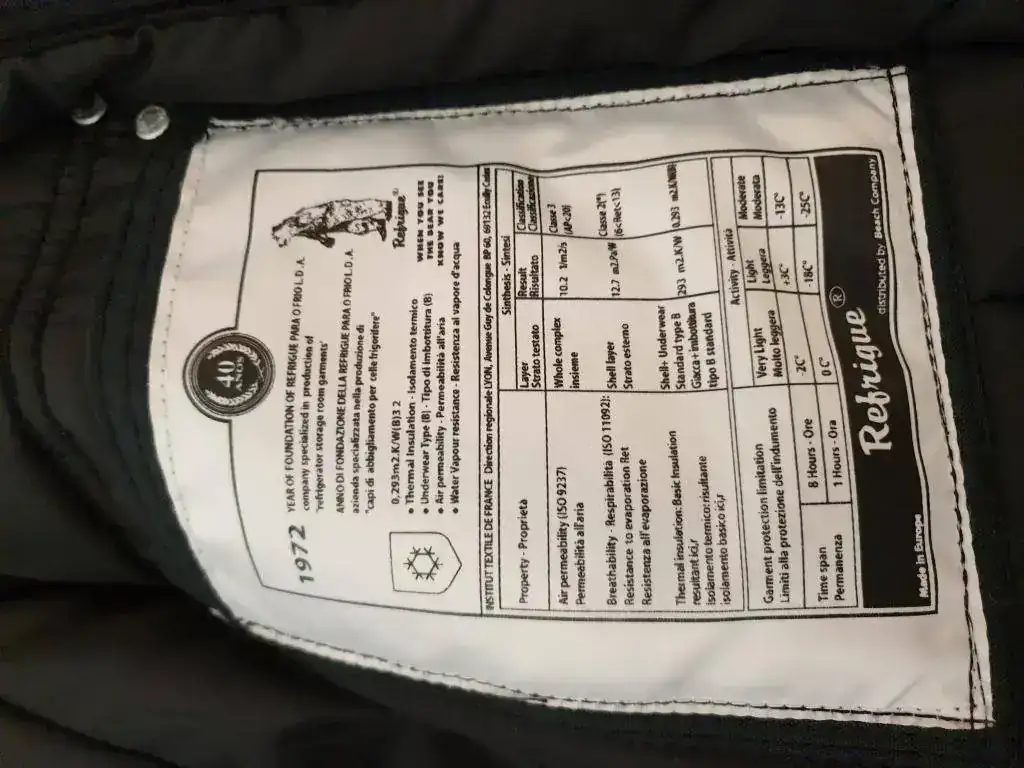 40
ANOS
1972 YEAR OF FOUNDATION OF REFRIGUE PARA O FRIO L.D.A.
company specialized in production of
"refrigerator storage room garments"
ANNO DI FONDAZIONE DELLA REFRIGUE PARA O FRIO L.D.A.
azienda specializzata nella produzione di
"capi di abbigliamento per celle frigorifere"
Refrigue®
WHEN YOU SEE
THE BEAR YOU
KNOW WE CARE!
0,293m2.K/W(B)3 2
• Thermal Insulation - Isolamento termico
• Underwear Type (B) - Tipo di imbottitura (B)
• Air permeability - Permeabilità all'aria
• Water Vapour resistance - Resistenza al vapore d'acqua
INSTITUT TEXTILE DE FRANCE Direction regionale LYON, Avenue Guy de Colongue BP 60, 69132 Ecully Cedex
Sinthesis - Sintesi
Property - Proprietà
Layer
Strato testato
Result
Risultato
Classification
Classificazione
Air permeability (ISO 9237)
Permeabilità all'aria
Whole complex
insieme
10.2 1/m2/s
Classe 3
(AP<20)
Breathability - Respirabilità (ISO 11092):
Resistance to evaporation Ret
Resistenza all'evaporazione
Shell layer
Strato esterno
12.7 m2.Pa/W
Classe 2(*)
(6<Rec<13)
Thermal insulation: Basic Insulation
resultant ici,r
isolamento termico: risultante
isolamento basico ici,r
Shell+ Underwear
Standard type B
Giacca + imbottitura
tipo B standard
293 m2.K/W
0.293 m2.K/W(B)
Garment protection limitation
Limiti alla protezione dell'indumento
Activity - Attività
Very Light
Molto leggera
Light
Leggera
Moderate
Moderata
Time span
Permanenza
8 Hours - Ore
-2C°
+3C°
-13C°
1 Hours - Ora
0 C°
-18C°
-25C°
Refrigue®
Made in Europe
distributed by Beech Company